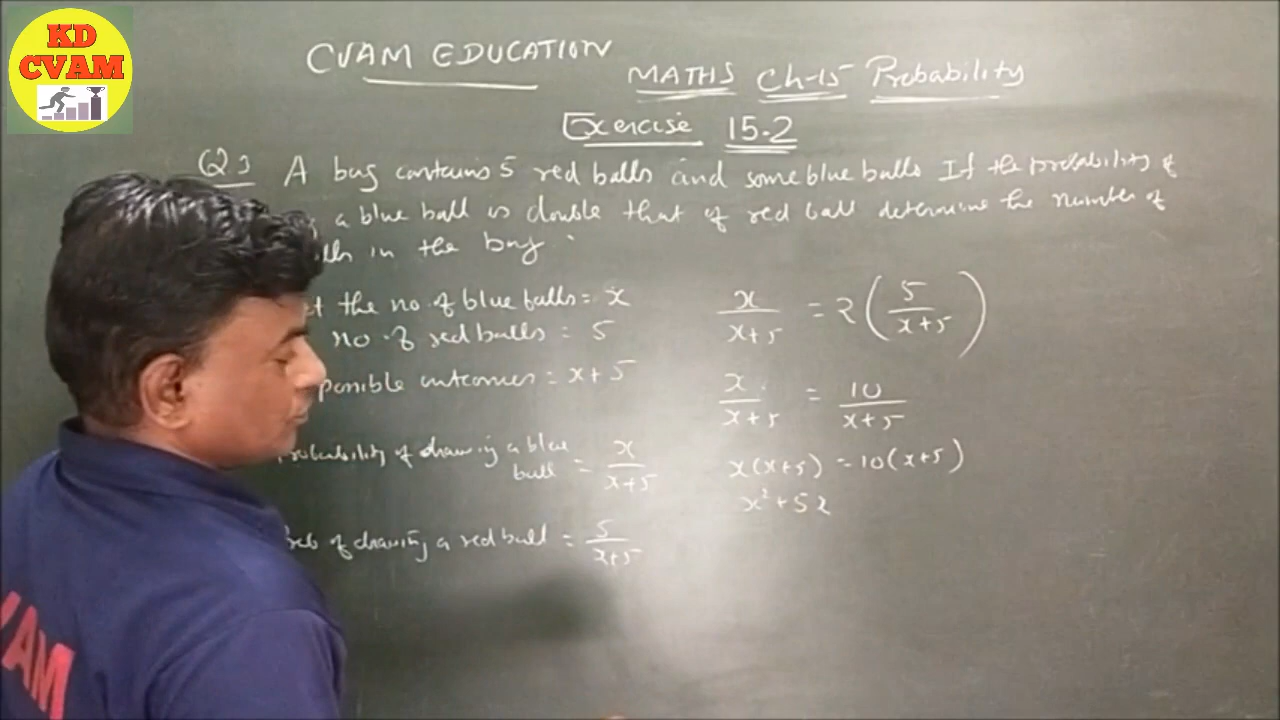 KD
CVAM
CVAM EDUCATION
MATHS Ch-15 Probability
Exercise 15.2
Q3 A bag contains 5 red balls and some blue balls If the probability of
a blue ball is double that of red ball determine the number of
lls in the bag.
t the no. of blue balls = x
no of red balls = 5
possible outcomes = x+5
Probability of drawing a blue
ball = x/(x+5)
Prob of drawing a red ball = 5/(x+5)
x/(x+5) = 2(5/(x+5))
x/(x+5) = 10/(x+5)
x(x+5) = 10(x+5)
x²+5x
VAM